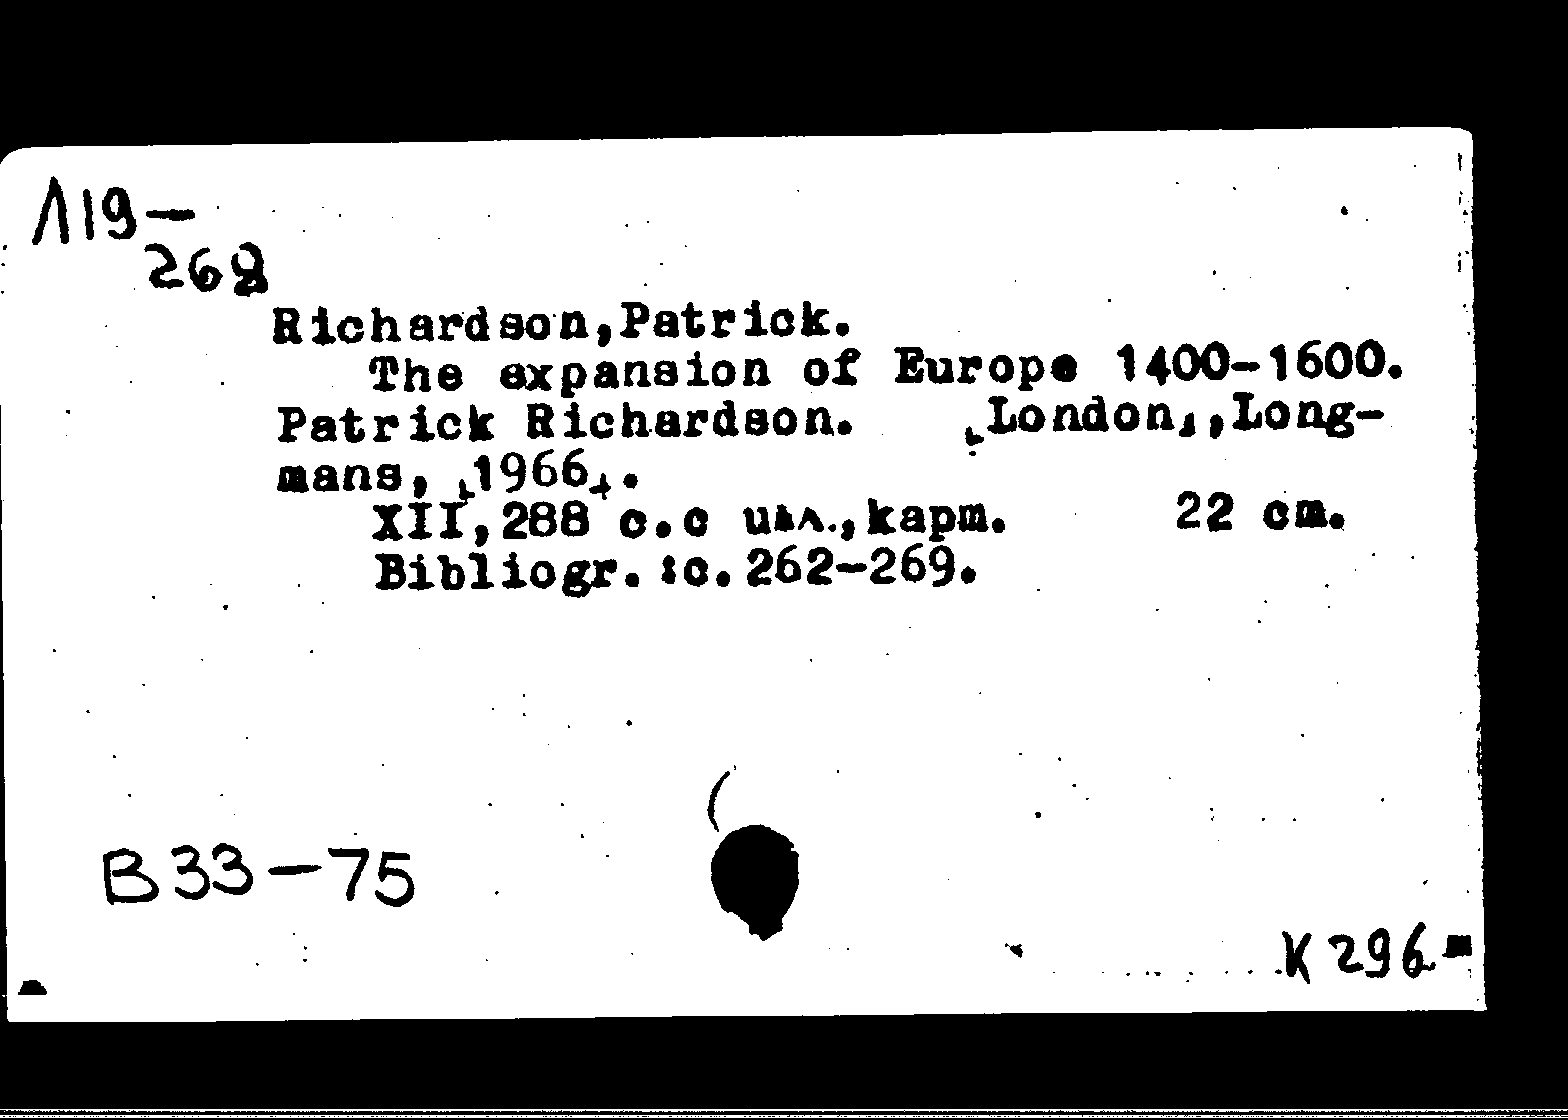 Л19—
268
Richardson,Patrick.
The expansion of Europe 1400-1600.
Patrick Richardson. [London],Long-
mans, [1966].
XII,288 c.c илл.,карт. 22 cm.
Bibliogr.:c.262-269.
B33—75
K296